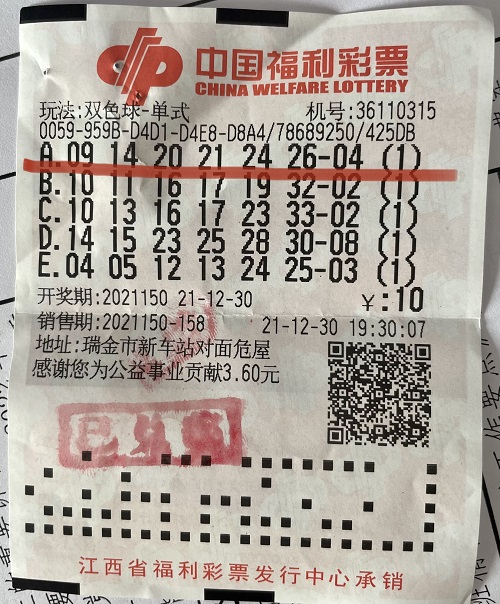 中国福利彩票
CHINA WELFARE LOTTERY
玩法:双色球-单式 机号:36110315
0059-959B-D4D1-D4E8-D8A4/78689250/425DB
A.09 14 20 21 24 26-04 (1)
B.10 11 16 17 19 32-02 (1)
C.10 13 16 17 23 33-02 (1)
D.14 15 23 25 28 30-08 (1)
E.04 05 12 13 24 25-03 (1)
开奖期:2021150 21-12-30 ¥:10
销售期:2021150-158 21-12-30 19:30:07
地址:瑞金市新车站对面危屋
感谢您为公益事业贡献3.60元
已兑奖
江西省福利彩票发行中心承销